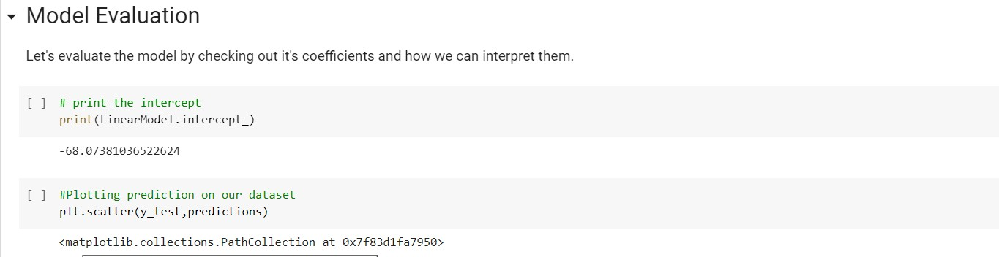 Model Evaluation
Let's evaluate the model by checking out it's coefficients and how we can interpret them.
[ ] # print the intercept
print(LinearModel.intercept_)
-68.07381036522624
[ ] #Plotting prediction on our dataset
plt.scatter(y_test,predictions)
<matplotlib.collections.PathCollection at 0x7f83d1fa7950>